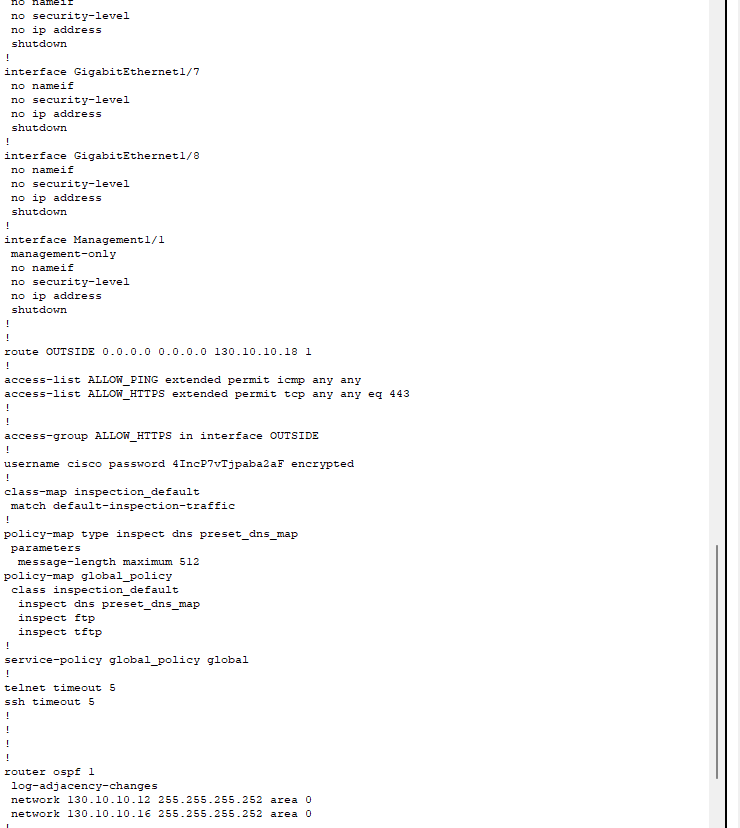 no nameif
no security-level
no ip address
shutdown
!
interface GigabitEthernet1/7
no nameif
no security-level
no ip address
shutdown
!
interface GigabitEthernet1/8
no nameif
no security-level
no ip address
shutdown
!
interface Management1/1
management-only
no nameif
no security-level
no ip address
shutdown
!
!
route OUTSIDE 0.0.0.0 0.0.0.0 130.10.10.18 1
!
access-list ALLOW_PING extended permit icmp any any
access-list ALLOW_HTTPS extended permit tcp any any eq 443
!
!
access-group ALLOW_HTTPS in interface OUTSIDE
!
username cisco password 4IncP7vTjpaba2aF encrypted
!
class-map inspection_default
match default-inspection-traffic
!
policy-map type inspect dns preset_dns_map
parameters
message-length maximum 512
policy-map global_policy
class inspection_default
inspect dns preset_dns_map
inspect ftp
inspect tftp
!
service-policy global_policy global
!
telnet timeout 5
ssh timeout 5
!
!
!
!
router ospf 1
log-adjacency-changes
network 130.10.10.12 255.255.255.252 area 0
network 130.10.10.16 255.255.255.252 area 0
!